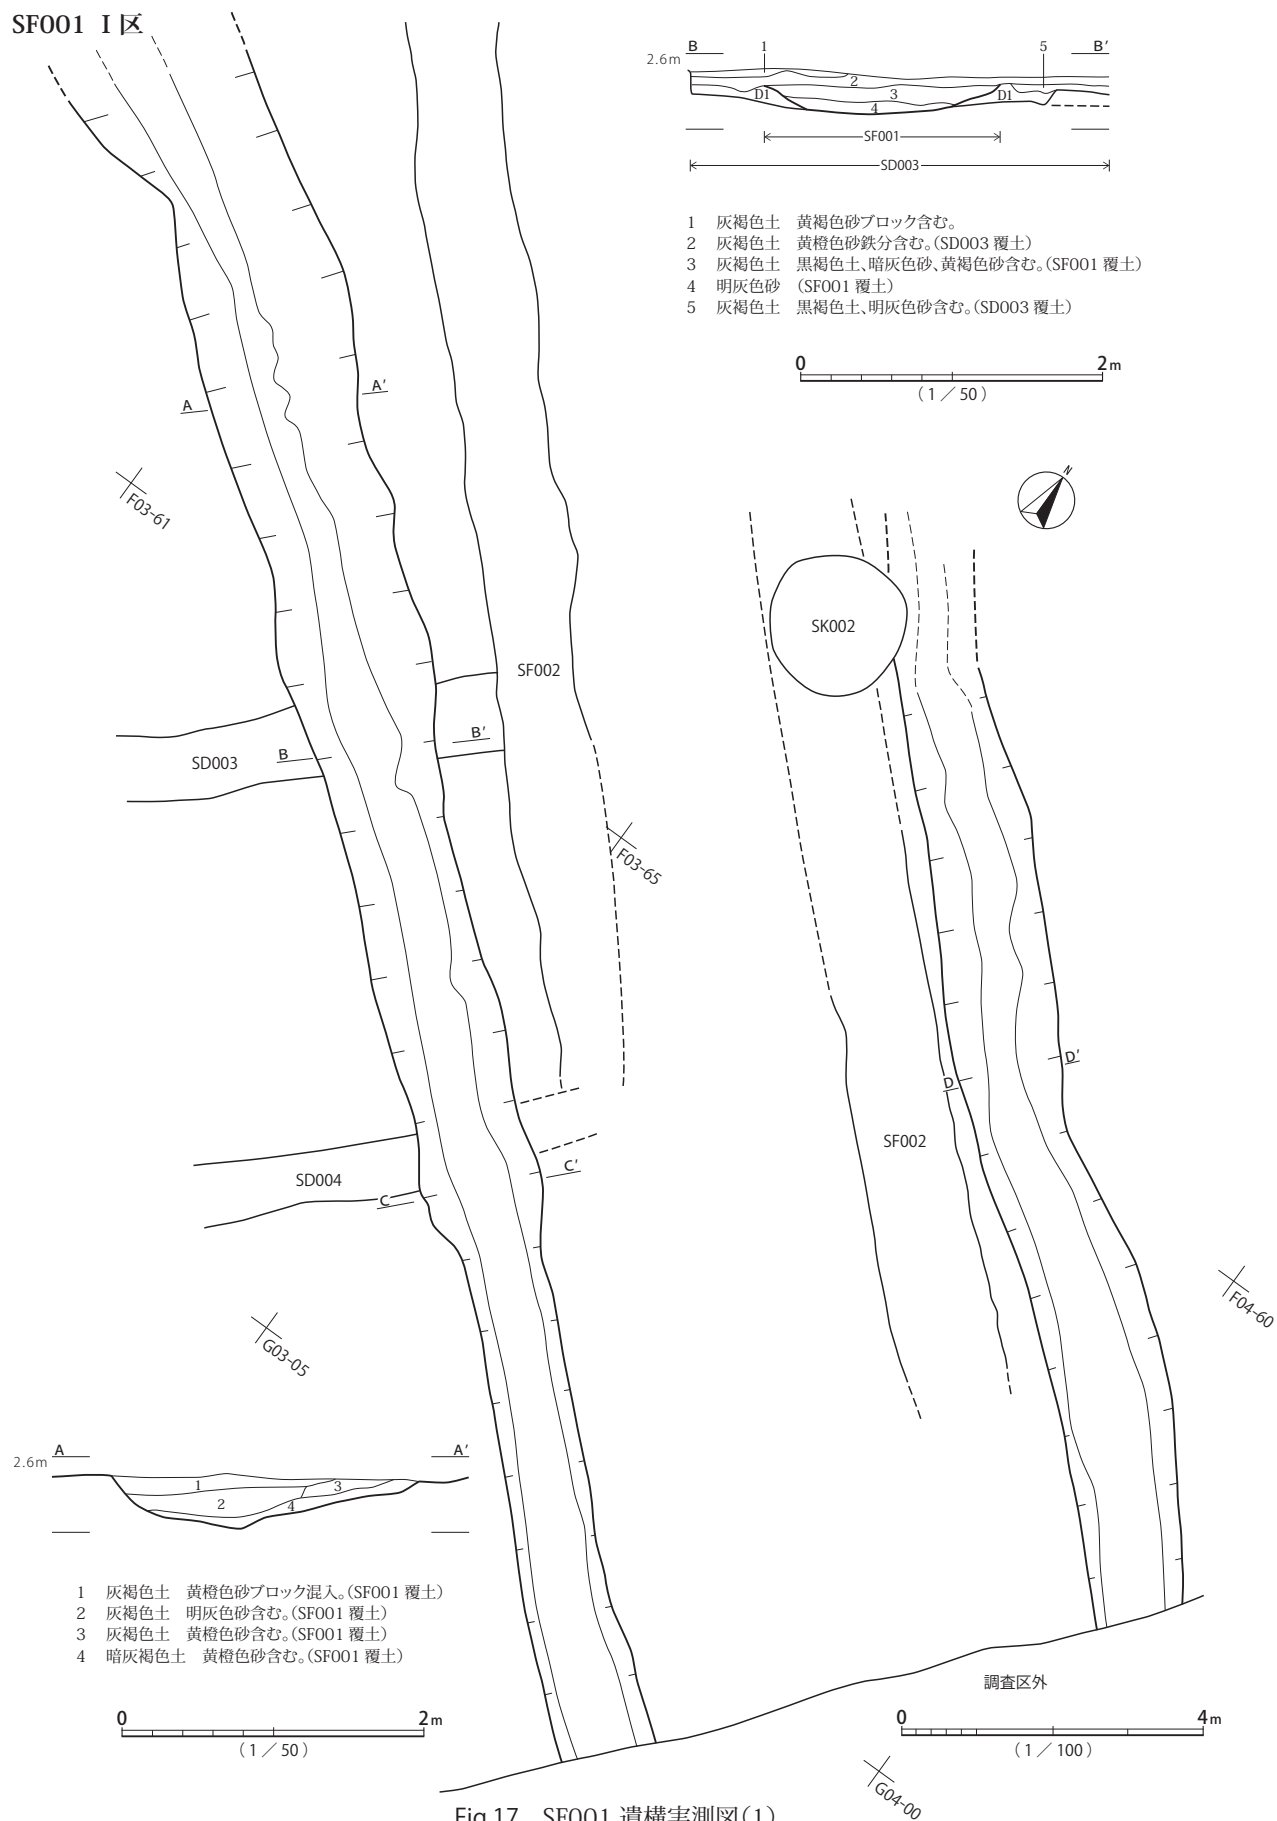 SF001 Ⅰ区
B
1
5
B′
2.6m
2
D1
3
D1
4
SF001
SD003
1 灰褐色土 黄褐色砂ブロック含む。
2 灰褐色土 黄橙色砂鉄分含む。(SD003 覆土)
3 灰褐色土 黒褐色土、暗灰色砂、黄褐色砂含む。(SF001 覆土)
4 明灰色砂 (SF001 覆土)
5 灰褐色土 黒褐色土、明灰色砂含む。(SD003 覆土)
0 2m
(1/50)
A
A′
N
F03-61
SK002
SF002
B
B′
SD003
F03-65
D
D′
SF002
C′
SD004
C
F04-60
G03-05
A
A′
2.6m
1
3
2
4
1 灰褐色土 黄橙色砂ブロック混入。(SF001 覆土)
2 灰褐色土 明灰色砂含む。(SF001 覆土)
3 灰褐色土 黄橙色砂含む。(SF001 覆土)
4 暗灰褐色土 黄橙色砂含む。(SF001 覆土)
調査区外
0 2m
(1/50)
0 4m
(1/100)
G04-00
Fig.17 SF001 遺構実測図(1)